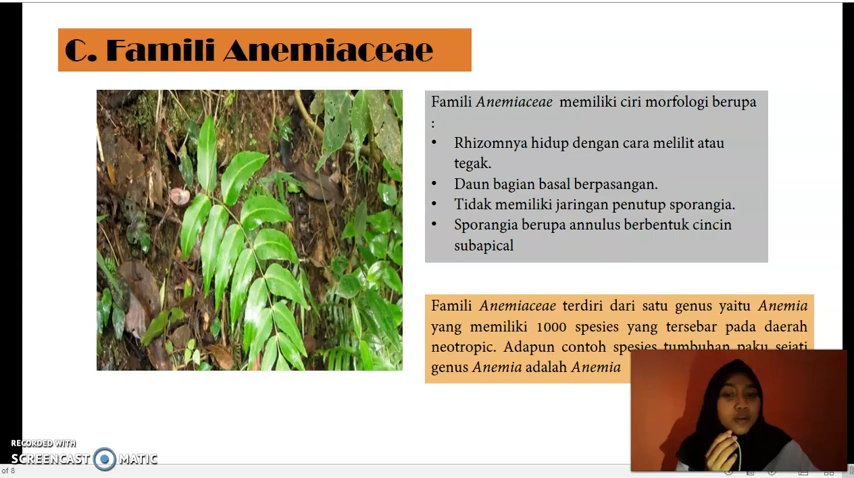 C. Famili Anemiaceae
Famili Anemiaceae memiliki ciri morfologi berupa
:
• Rhizomnya hidup dengan cara melilit atau
tegak.
• Daun bagian basal berpasangan.
• Tidak memiliki jaringan penutup sporangia.
• Sporangia berupa annulus berbentuk cincin
subapical
Famili Anemiaceae terdiri dari satu genus yaitu Anemia
yang memiliki 1000 spesies yang tersebar pada daerah
neotropic. Adapun contoh spesies tumbuhan paku sejati
genus Anemia adalah Anemia
RECORDED WITH
SCREENCAST MATIC
of 8